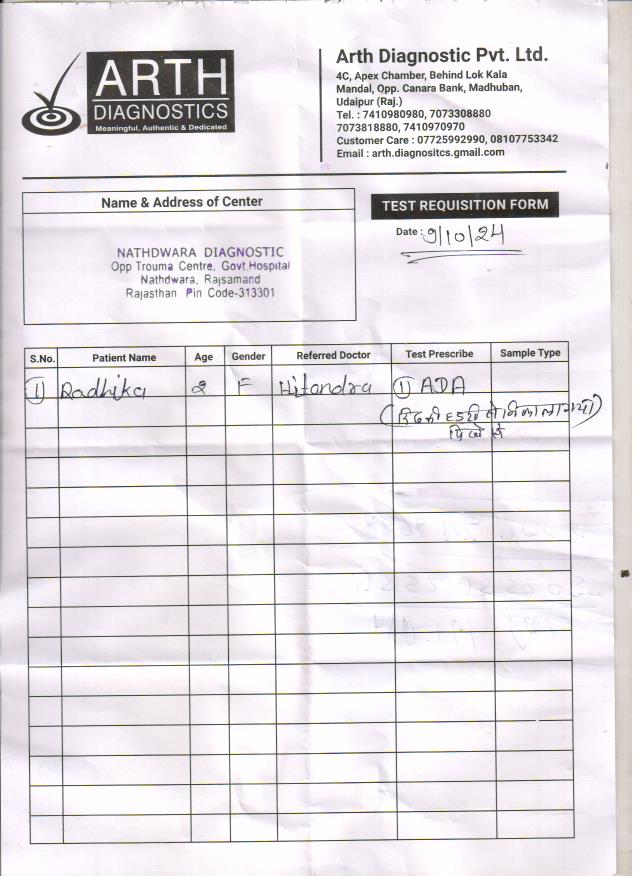 ARTH
DIAGNOSTICS
Meaningful, Authentic & Dedicated
Arth Diagnostic Pvt. Ltd.
4C, Apex Chamber, Behind Lok Kala
Mandal, Opp. Canara Bank, Madhuban,
Udaipur (Raj.)
Tel. : 7410980980, 7073308880
7073818880, 7410970970
Customer Care : 07725992990, 08107753342
Email : arth.diagnositcs.gmail.com
Name & Address of Center
NATHDWARA DIAGNOSTIC
Opp Trouma Centre, Govt.Hospital
Nathdwara, Rajsamand
Rajasthan Pin Code-313301
TEST REQUISITION FORM
Date : 9/10/24
S.No. Patient Name Age Gender Referred Doctor Test Prescribe Sample Type
1 Radhika 2 F Hitendra 1 ADA